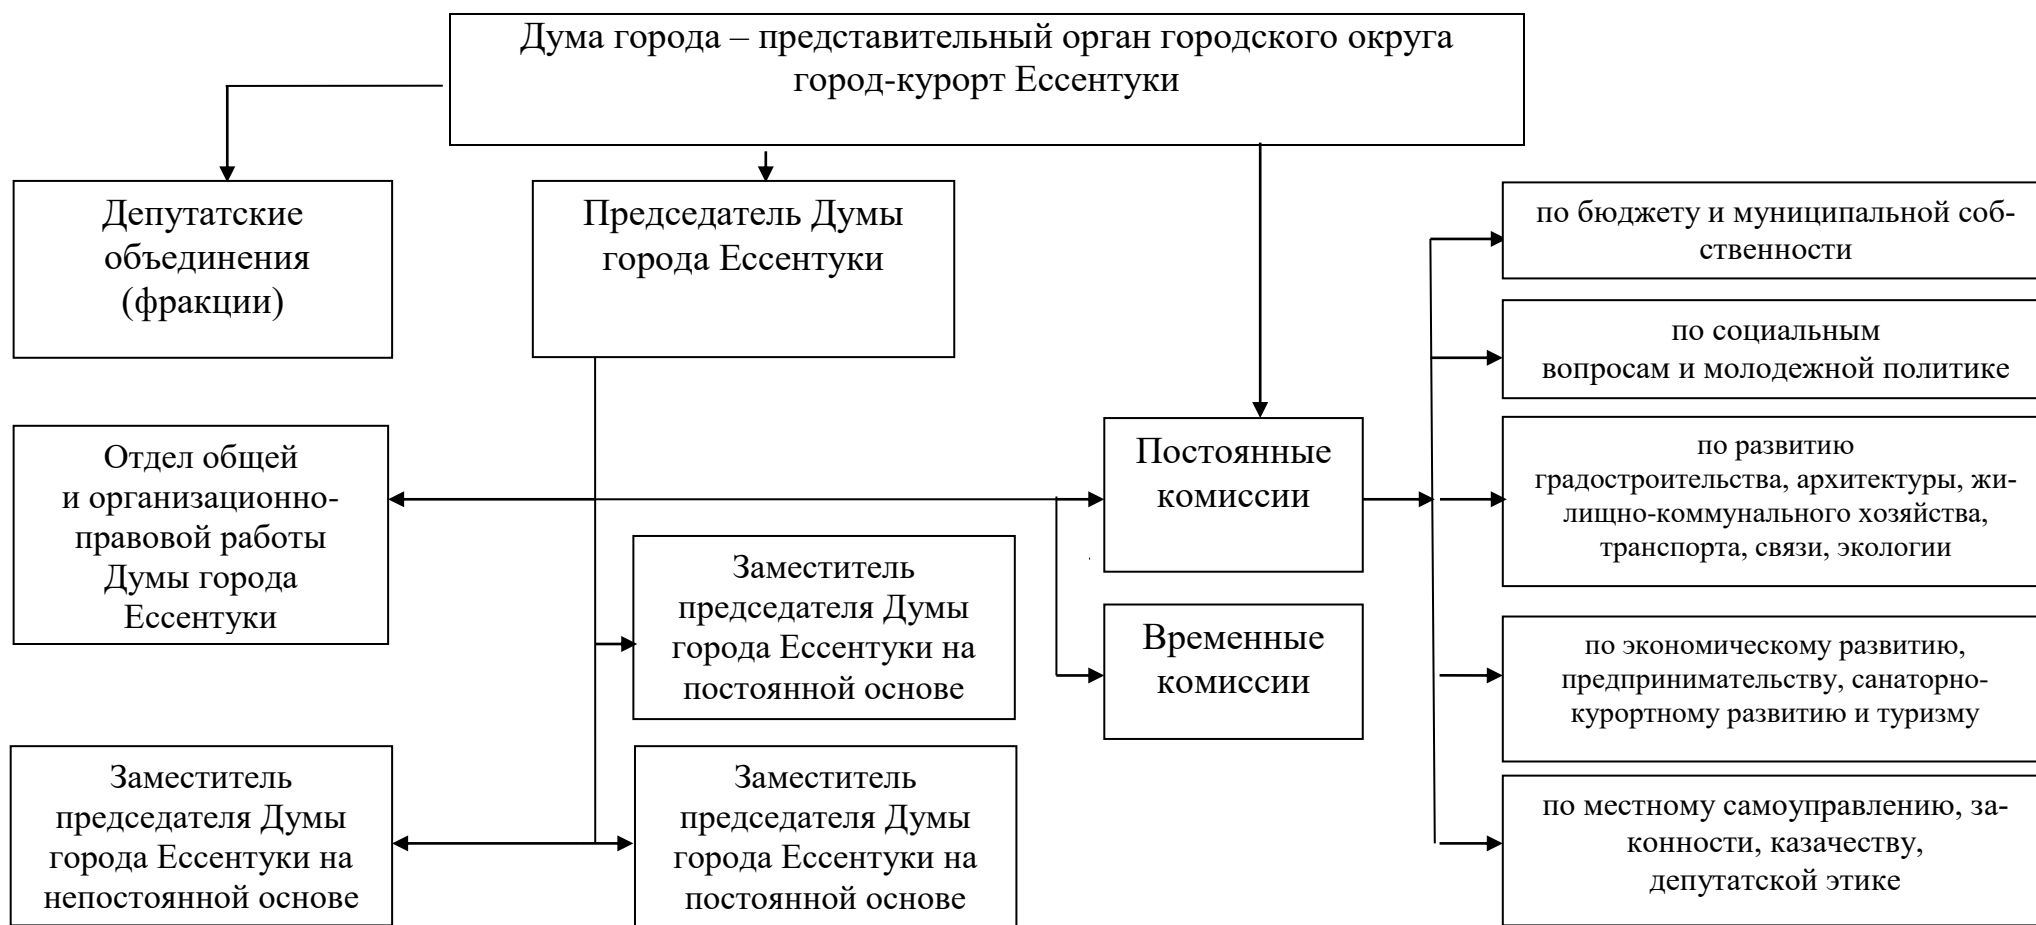 Дума города – представительный орган городского округа
город-курорт Ессентуки
Депутатские
объединения
(фракции)
Председатель Думы
города Ессентуки
по бюджету и муниципальной соб-
ственности
по социальным
вопросам и молодежной политике
Отдел общей
и организационно-
правовой работы
Думы города
Ессентуки
Постоянные
комиссии
по развитию
градостроительства, архитектуры, жи-
лищно-коммунального хозяйства,
транспорта, связи, экологии
Заместитель
председателя Думы
города Ессентуки на
постоянной основе
Временные
комиссии
по экономическому развитию,
предпринимательству, санаторно-
курортному развитию и туризму
Заместитель
председателя Думы
города Ессентуки на
непостоянной основе
Заместитель
председателя Думы
города Ессентуки на
постоянной основе
по местному самоуправлению, за-
конности, казачеству,
депутатской этике